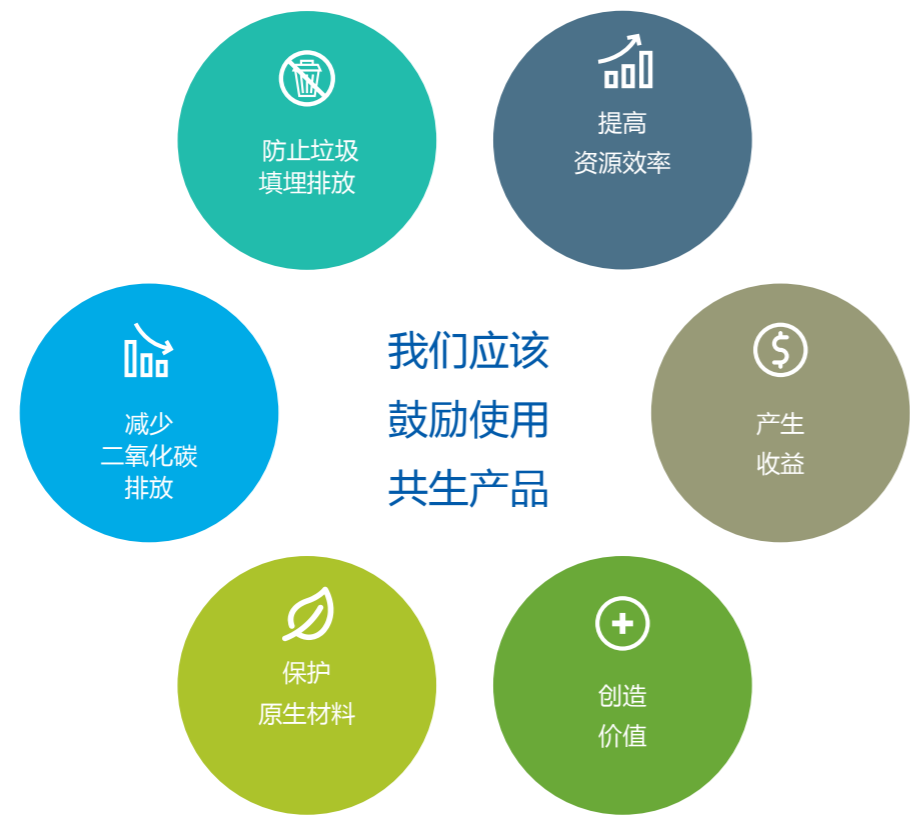 防止垃圾
填埋排放
提高
资源效率
减少
二氧化碳
排放
我们应该
鼓励使用
共生产品
产生
收益
保护
原生材料
创造
价值